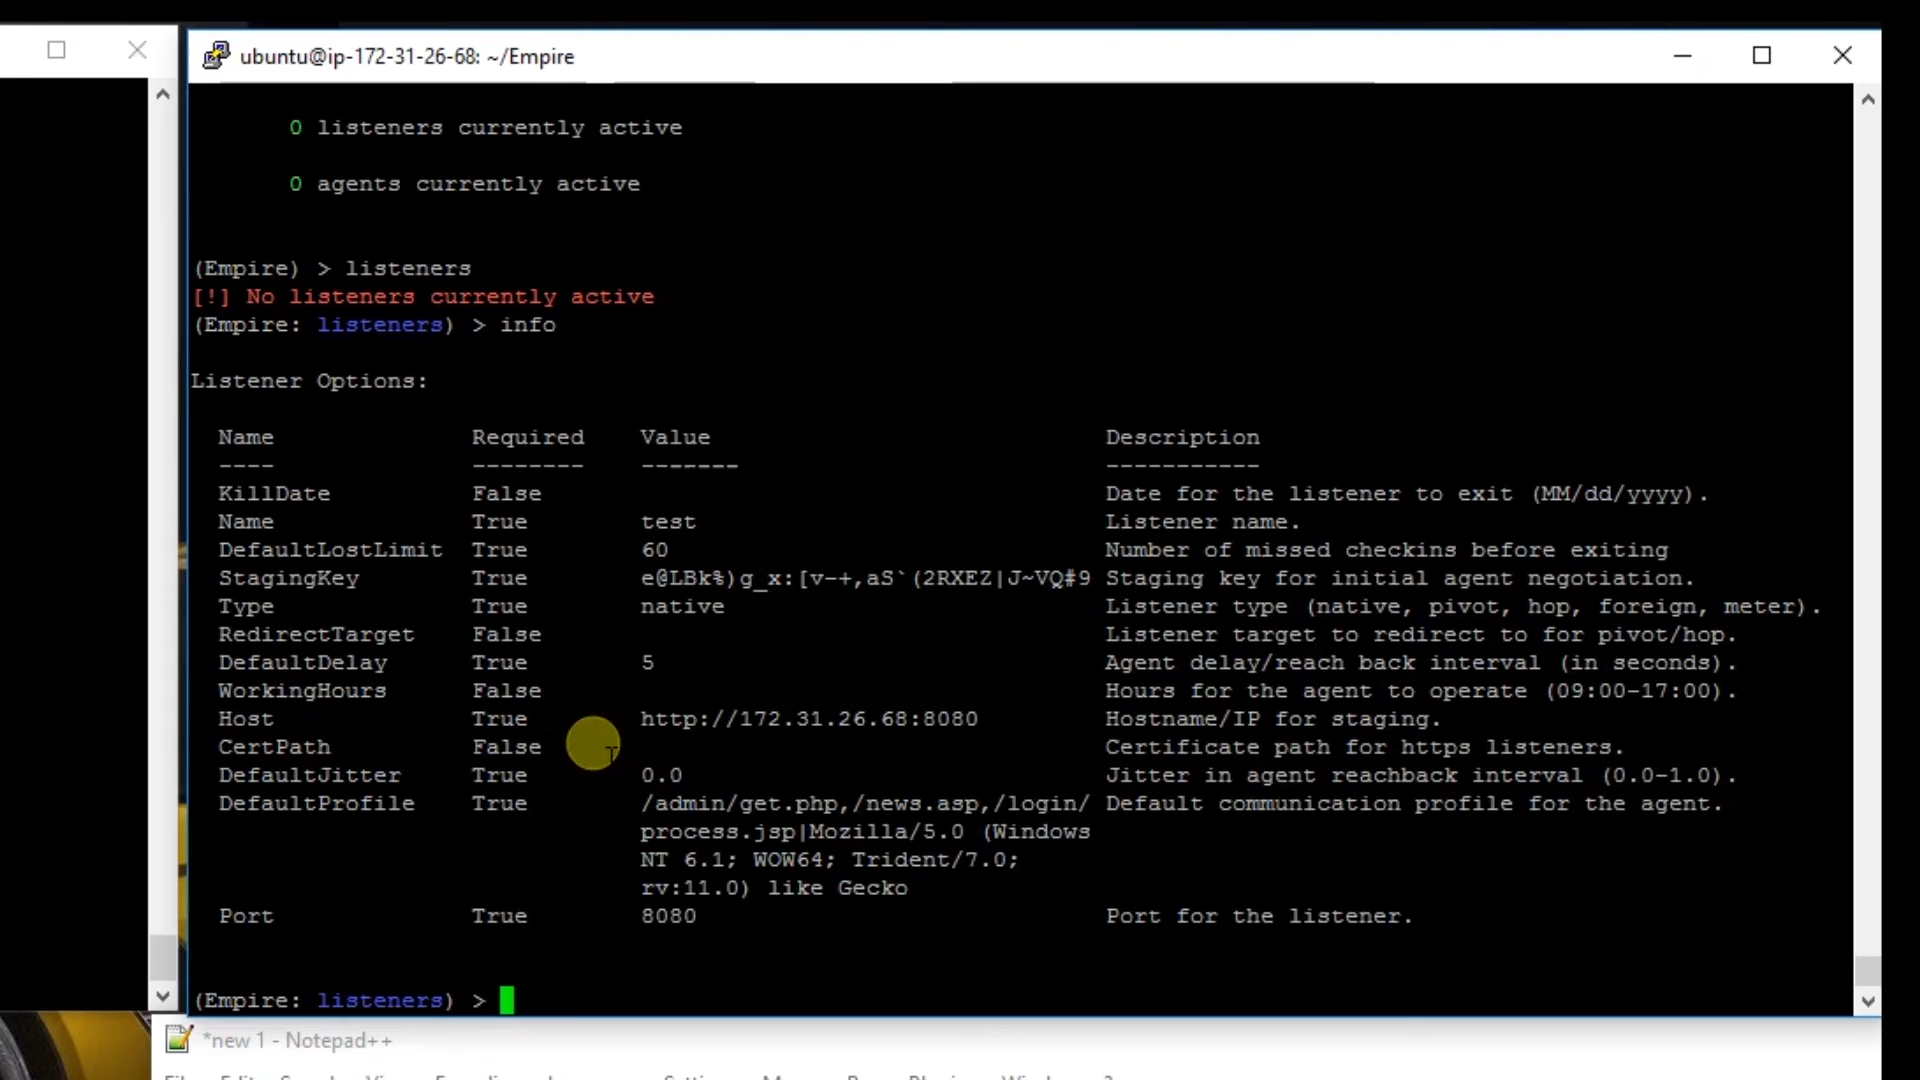 ubuntu@ip-172-31-26-68: ~/Empire
0 listeners currently active
0 agents currently active
(Empire) > listeners
[!] No listeners currently active
(Empire: listeners) > info
Listener Options:
Name Required Value Description
---- -------- ------- -----------
KillDate False Date for the listener to exit (MM/dd/yyyy).
Name True test Listener name.
DefaultLostLimit True 60 Number of missed checkins before exiting
StagingKey True e@LBk%)g_x:[v-+,aS`(2RXEZ|J~VQ#9 Staging key for initial agent negotiation.
Type True native Listener type (native, pivot, hop, foreign, meter).
RedirectTarget False Listener target to redirect to for pivot/hop.
DefaultDelay True 5 Agent delay/reach back interval (in seconds).
WorkingHours False Hours for the agent to operate (09:00-17:00).
Host True http://172.31.26.68:8080 Hostname/IP for staging.
CertPath False Certificate path for https listeners.
DefaultJitter True 0.0 Jitter in agent reachback interval (0.0-1.0).
DefaultProfile True /admin/get.php,/news.asp,/login/ Default communication profile for the agent.
process.jsp|Mozilla/5.0 (Windows
NT 6.1; WOW64; Trident/7.0;
rv:11.0) like Gecko
Port True 8080 Port for the listener.
(Empire: listeners) >
*new 1 - Notepad++